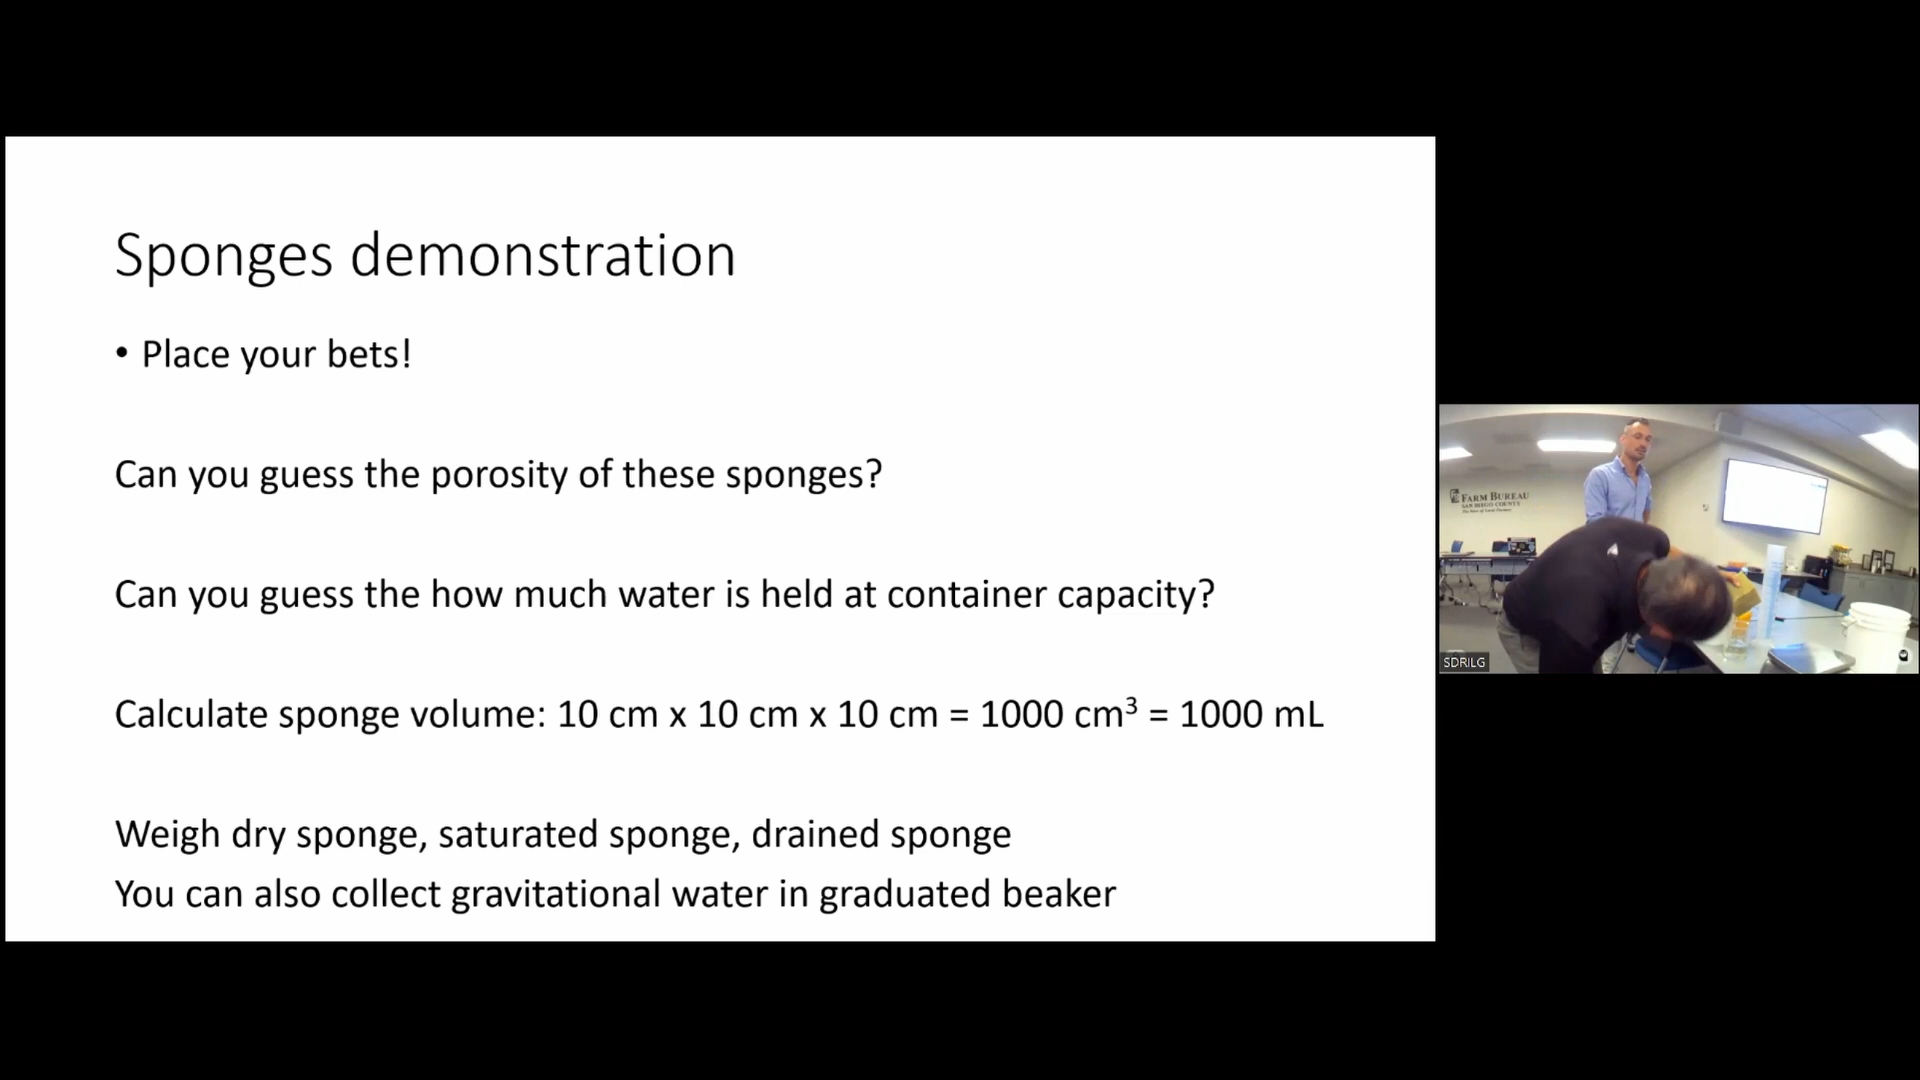 Sponges demonstration
• Place your bets!
Can you guess the porosity of these sponges?
Can you guess the how much water is held at container capacity?
Calculate sponge volume: 10 cm x 10 cm x 10 cm = 1000 cm³ = 1000 mL
Weigh dry sponge, saturated sponge, drained sponge
You can also collect gravitational water in graduated beaker
FARM BUREAU
SAN DIEGO COUNTY
SDRILG